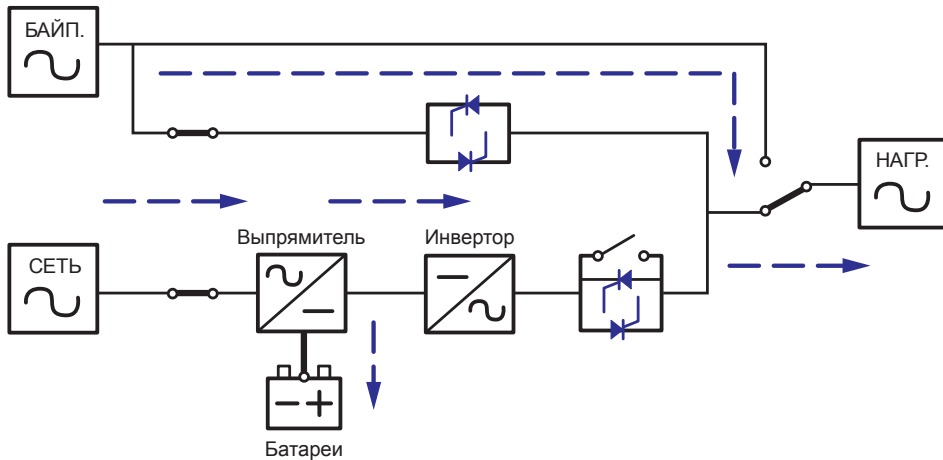 БАЙП.
НАГР.
Выпрямитель
Инвертор
СЕТЬ
Батареи